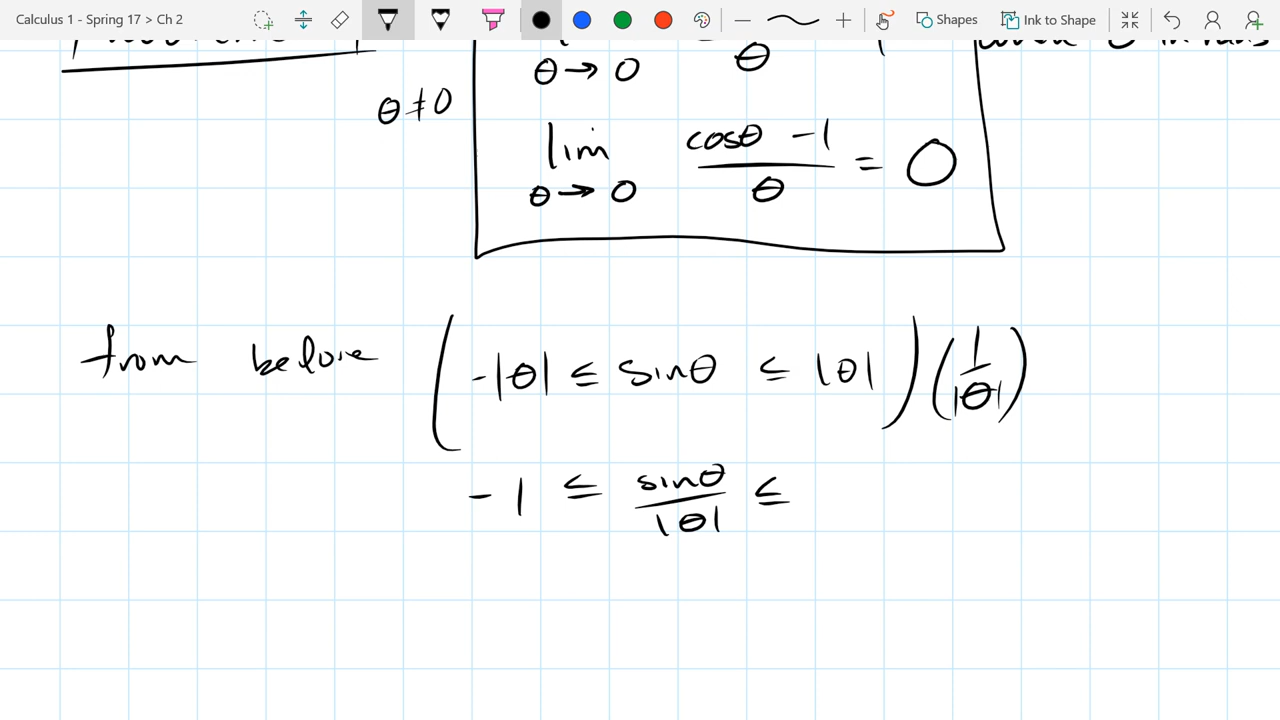 Calculus 1 - Spring 17 > Ch 2
Shapes
Ink to Shape
θ → 0 θ
θ ≠ 0
lim cosθ - 1 = 0
θ → 0 θ
from before ( -|θ| ≤ sinθ ≤ |θ| ) ( 1/|θ| )
-1 ≤ sinθ/|θ| ≤